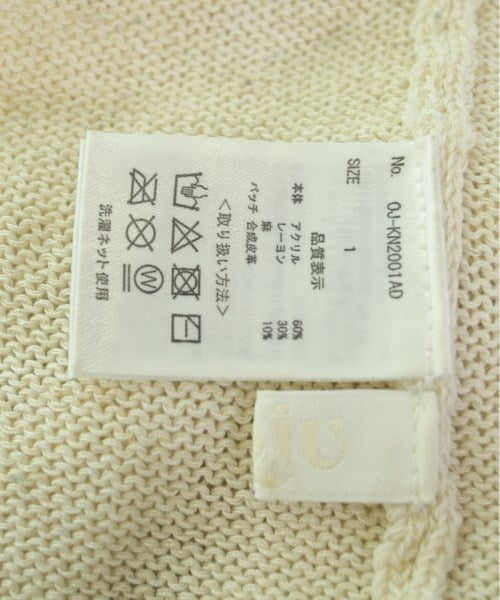 No. OJ-KN2001AD
SIZE 1
品質表示
本体 アクリル 60%
レーヨン 30%
麻 10%
パッチ 合成皮革
<取り扱い方法>
W
洗濯ネット使用
jc